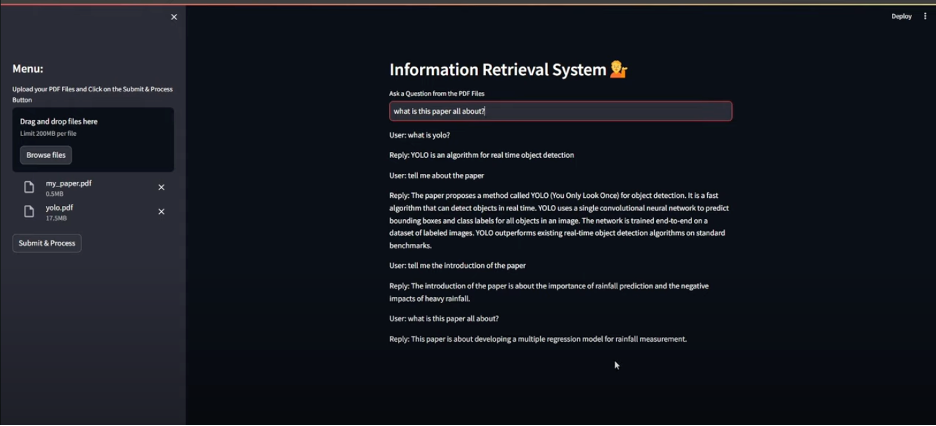 Deploy
Menu:
Upload your PDF Files and Click on the Submit & Process
Button
Drag and drop files here
Limit 200MB per file
Browse files
my_paper.pdf
0.5MB
yolo.pdf
17.5MB
Submit & Process
Information Retrieval System 💁
Ask a Question from the PDF Files
what is this paper all about?
User: what is yolo?
Reply: YOLO is an algorithm for real time object detection
User: tell me about the paper
Reply: The paper proposes a method called YOLO (You Only Look Once) for object detection. It is a fast
algorithm that can detect objects in real time. YOLO uses a single convolutional neural network to predict
bounding boxes and class labels for all objects in an image. The network is trained end-to-end on a
dataset of labeled images. YOLO outperforms existing real-time object detection algorithms on standard
benchmarks.
User: tell me the introduction of the paper
Reply: The introduction of the paper is about the importance of rainfall prediction and the negative
impacts of heavy rainfall.
User: what is this paper all about?
Reply: This paper is about developing a multiple regression model for rainfall measurement.